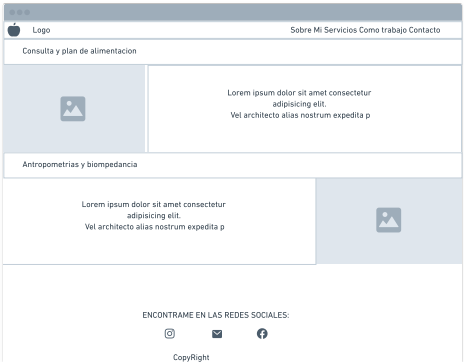 Logo
Sobre Mi Servicios Como trabajo Contacto
Consulta y plan de alimentacion
Lorem ipsum dolor sit amet consectetur
adipisicing elit.
Vel architecto alias nostrum expedita p
Antropometrias y biompedancia
Lorem ipsum dolor sit amet consectetur
adipisicing elit.
Vel architecto alias nostrum expedita p
ENCONTRAME EN LAS REDES SOCIALES:
CopyRight